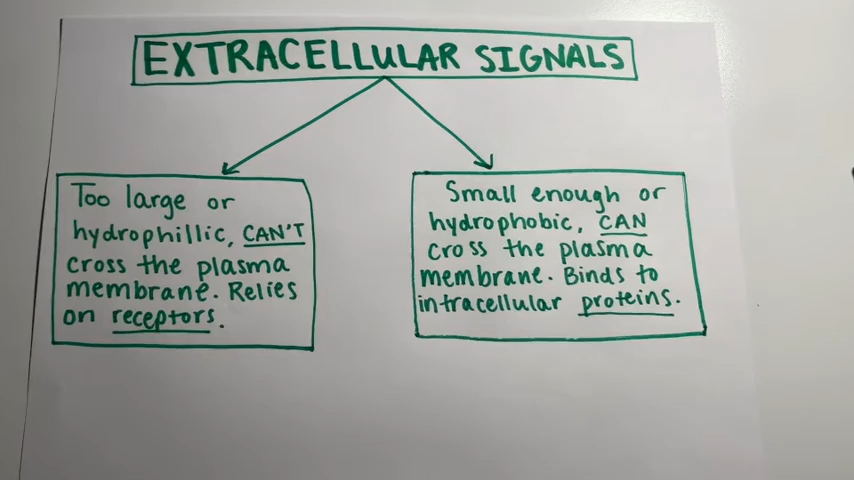 EXTRACELLULAR SIGNALS
Too large or
hydrophillic, CAN'T
cross the plasma
membrane. Relies
on receptors.
Small enough or
hydrophobic, CAN
cross the plasma
membrane. Binds to
intracellular proteins.